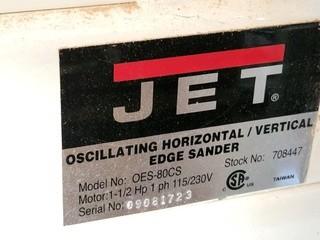 JET®
OSCILLATING HORIZONTAL / VERTICAL
EDGE SANDER
Model No: OES-80CS Stock No: 708447
Motor: 1-1/2 Hp 1 ph 115/230V
Serial No: 09081723
TAIWAN